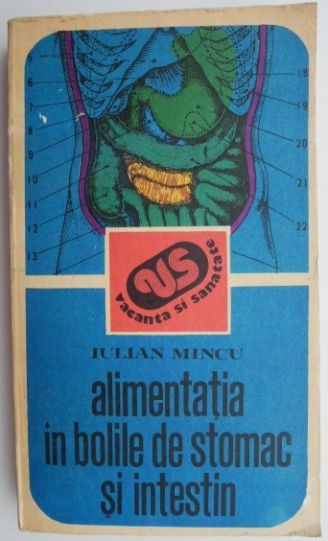 5
6
7
8
9
10
11
12
13
18
19
20
21
22
VS
vacanta si sanatate
IULIAN MINCU
alimentația
in bolile de stomac
și intestin